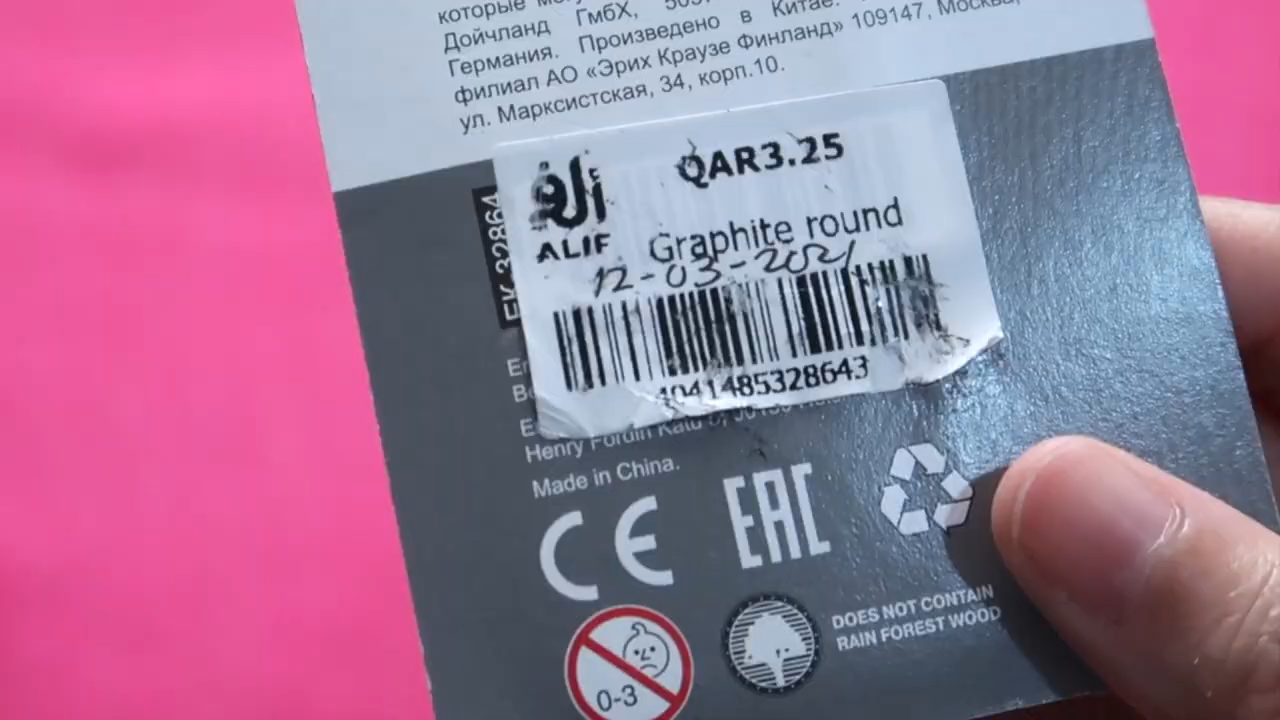 которые
Дойчланд ГмбХ,
Германия. Произведено в Китае.
филиал АО «Эрих Краузе Финланд» 109147, Москва,
ул. Марксистская, 34, корп.10.
QAR3.25
ALIF
Graphite round
12-03-2021
4041485328643
EK 32864
Henry Fordin Katu
Made in China.
CE
EAC
DOES NOT CONTAIN
RAIN FOREST WOOD
0-3